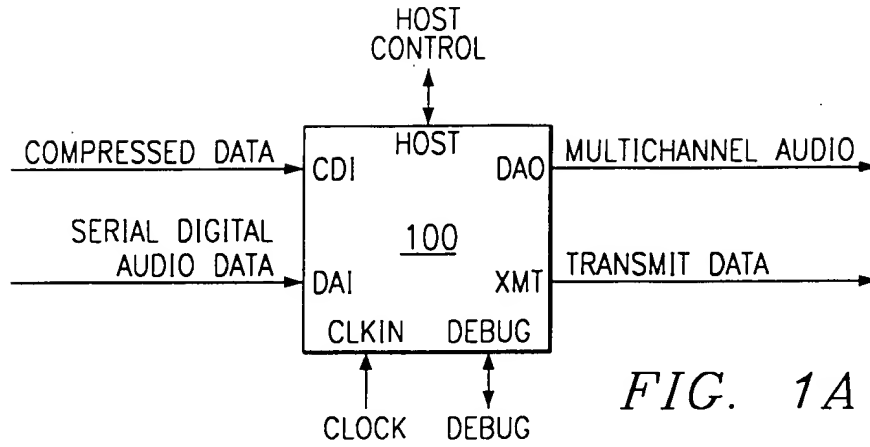 HOST
CONTROL
HOST
COMPRESSED DATA
CDI
DAO
MULTICHANNEL AUDIO
100
SERIAL DIGITAL
AUDIO DATA
DAI
XMT
TRANSMIT DATA
CLKIN
DEBUG
CLOCK
DEBUG
FIG. 1A